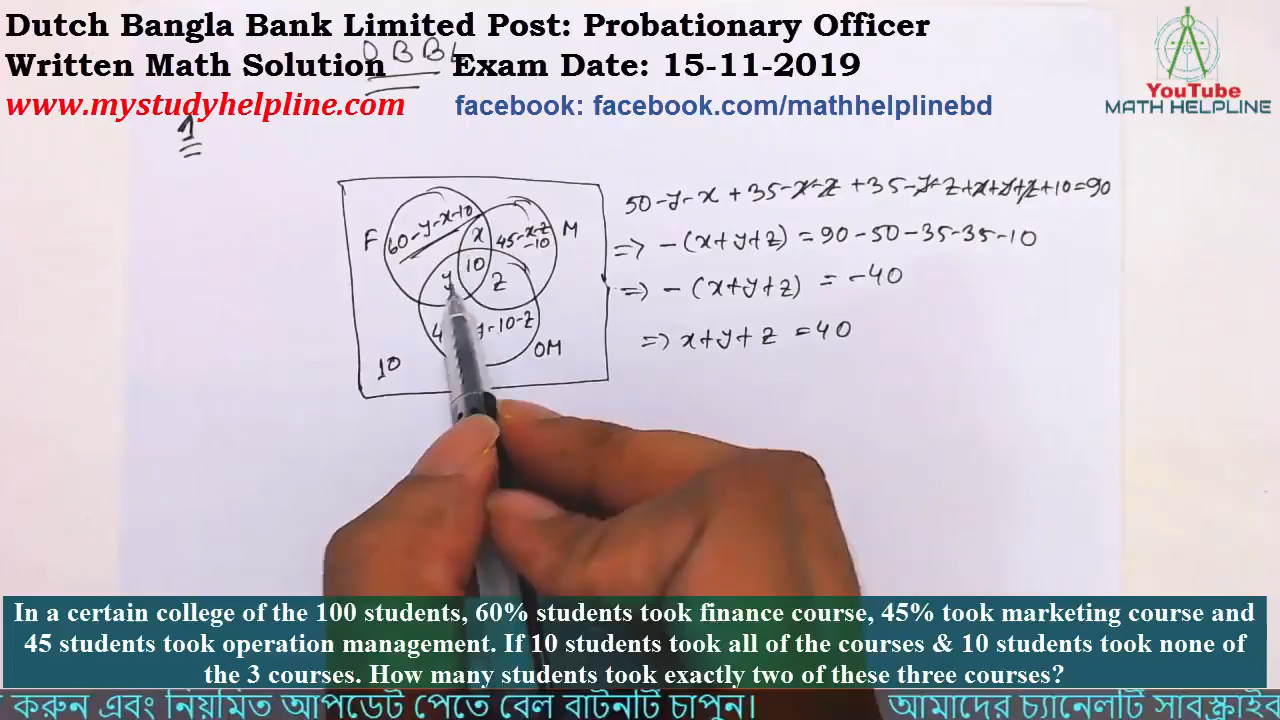 Dutch Bangla Bank Limited Post: Probationary Officer
DBBL
Written Math Solution Exam Date: 15-11-2019
www.mystudyhelpline.com facebook: facebook.com/mathhelplinebd
YouTube
MATH HELPLINE
1
F 60-y-x-10 x 45-x-z-10 M
10
y z
y-10-z
OM
10
50-y-x+35-x-z+35-y-z+x+y+z+10=90
=> -(x+y+z) = 90-50-35-35-10
=> -(x+y+z) = -40
=> x+y+z = 40
In a certain college of the 100 students, 60% students took finance course, 45% took marketing course and
45 students took operation management. If 10 students took all of the courses & 10 students took none of
the 3 courses. How many students took exactly two of these three courses?
করুন এবং নিয়মিত আপডেট পেতে বেল বাটনটি চাপুন। আমাদের চ্যানেলটি সাবস্ক্রাইব